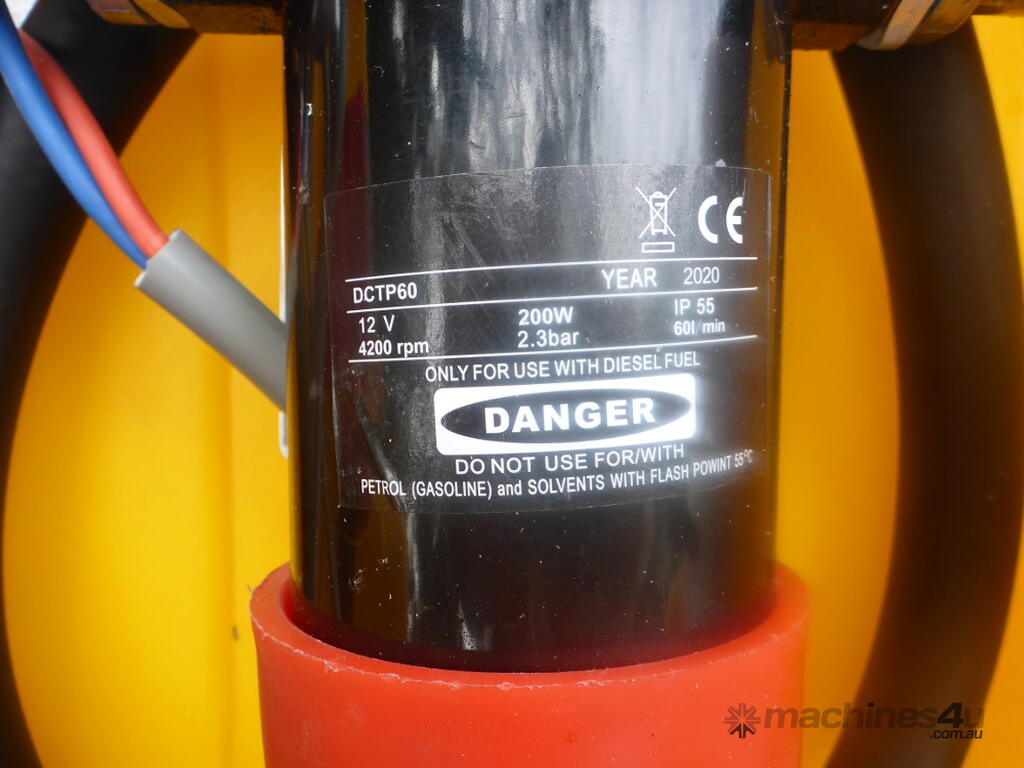 CE
DCTP60 YEAR 2020
12 V 200W IP 55
4200 rpm 2.3bar 60l/min
ONLY FOR USE WITH DIESEL FUEL
DANGER
DO NOT USE FOR/WITH
PETROL (GASOLINE) and SOLVENTS WITH FLASH POWINT 55°C
machines4u
.com.au